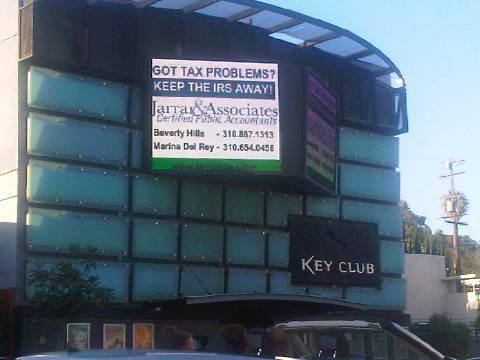 GOT TAX PROBLEMS?
KEEP THE IRS AWAY!
Jarrar & Associates
Certified Public Accountants
Beverly Hills - 310.887.1313
Marina Del Rey - 310.654.0456
KEY CLUB